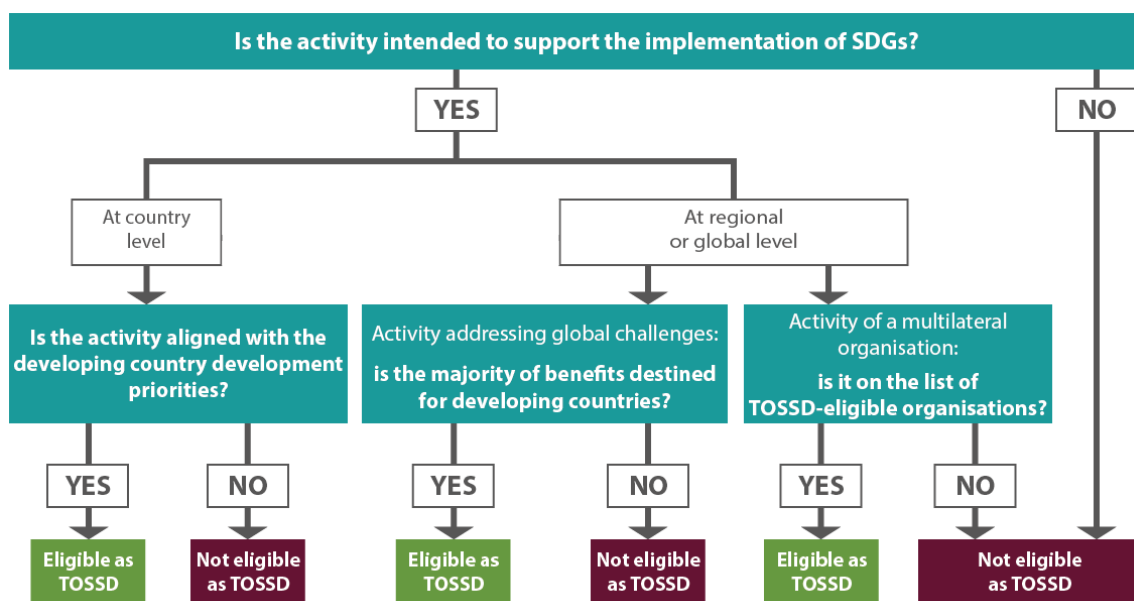 Is the activity intended to support the implementation of SDGs?
YES
NO
At country
level
At regional
or global level
Is the activity aligned with the
developing country development
priorities?
Activity addressing global challenges:
is the majority of benefits destined
for developing countries?
Activity of a multilateral
organisation:
is it on the list of
TOSSD-eligible organisations?
YES
NO
YES
NO
YES
NO
Eligible as
TOSSD
Not eligible
as TOSSD
Eligible as
TOSSD
Not eligible
as TOSSD
Eligible as
TOSSD
Not eligible
as TOSSD